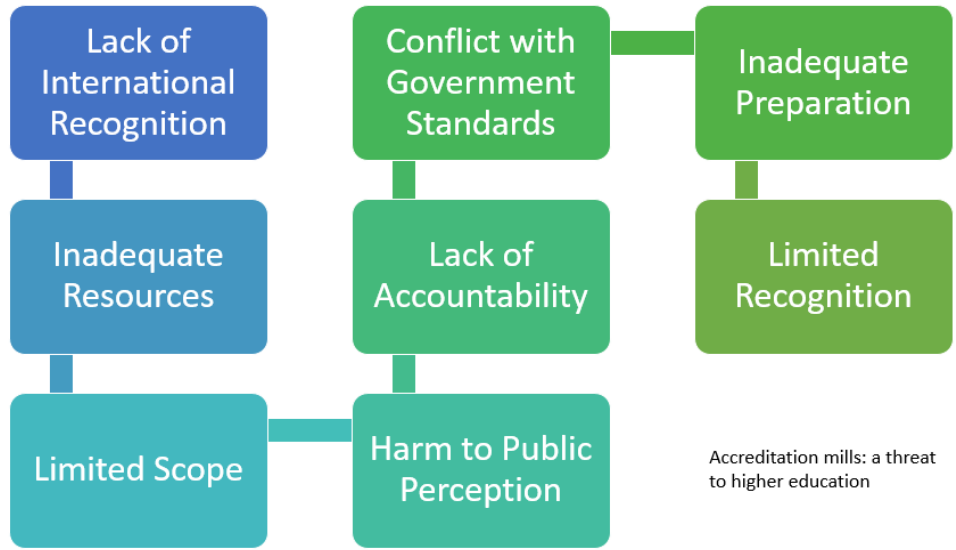 Lack of
International
Recognition
Inadequate
Resources
Limited Scope
Harm to Public
Perception
Lack of
Accountability
Conflict with
Government
Standards
Inadequate
Preparation
Limited
Recognition
Accreditation mills: a threat
to higher education